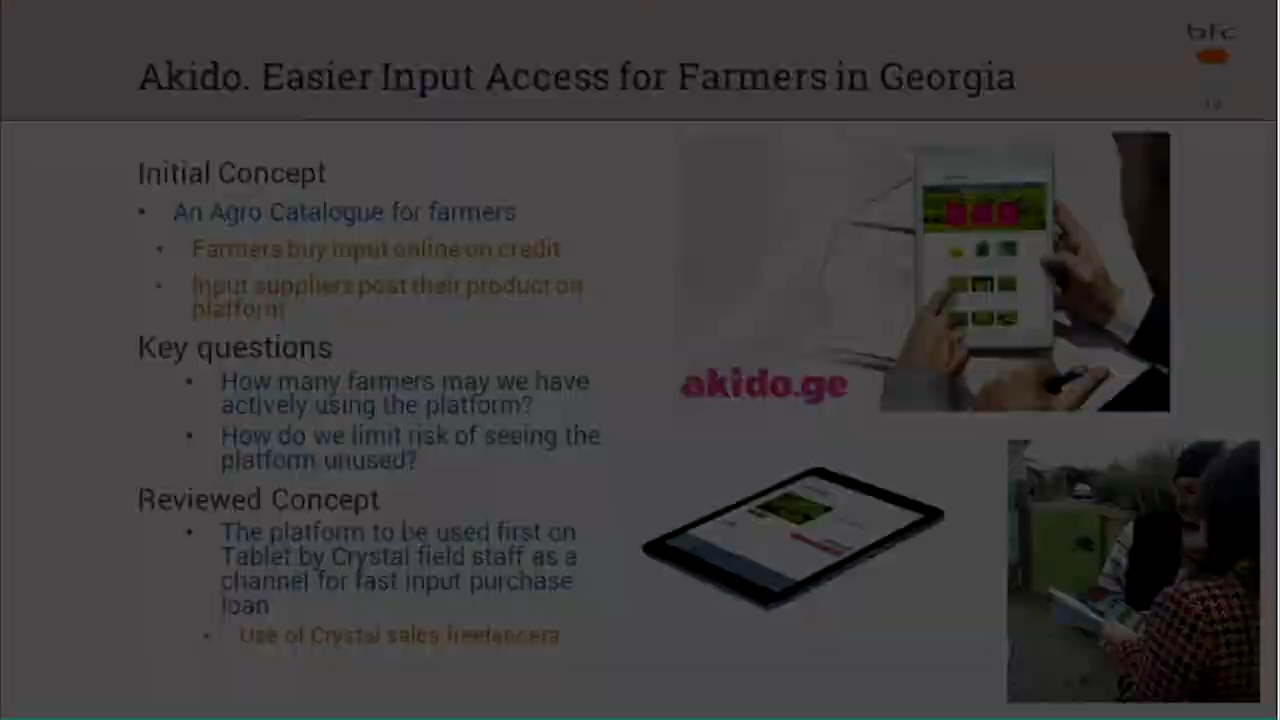 bfc
Akido. Easier Input Access for Farmers in Georgia
Initial Concept
• An Agro Catalogue for farmers
• Farmers buy input online on credit
• Input suppliers post their product on
platform
Key questions
• How many farmers may we have
actively using the platform?
• How do we limit risk of seeing the
platform unused?
Reviewed Concept
• The platform to be used first on
Tablet by Crystal field staff as a
channel for fast input purchase
loan
• Use of Crystal sales freelancers
akido.ge